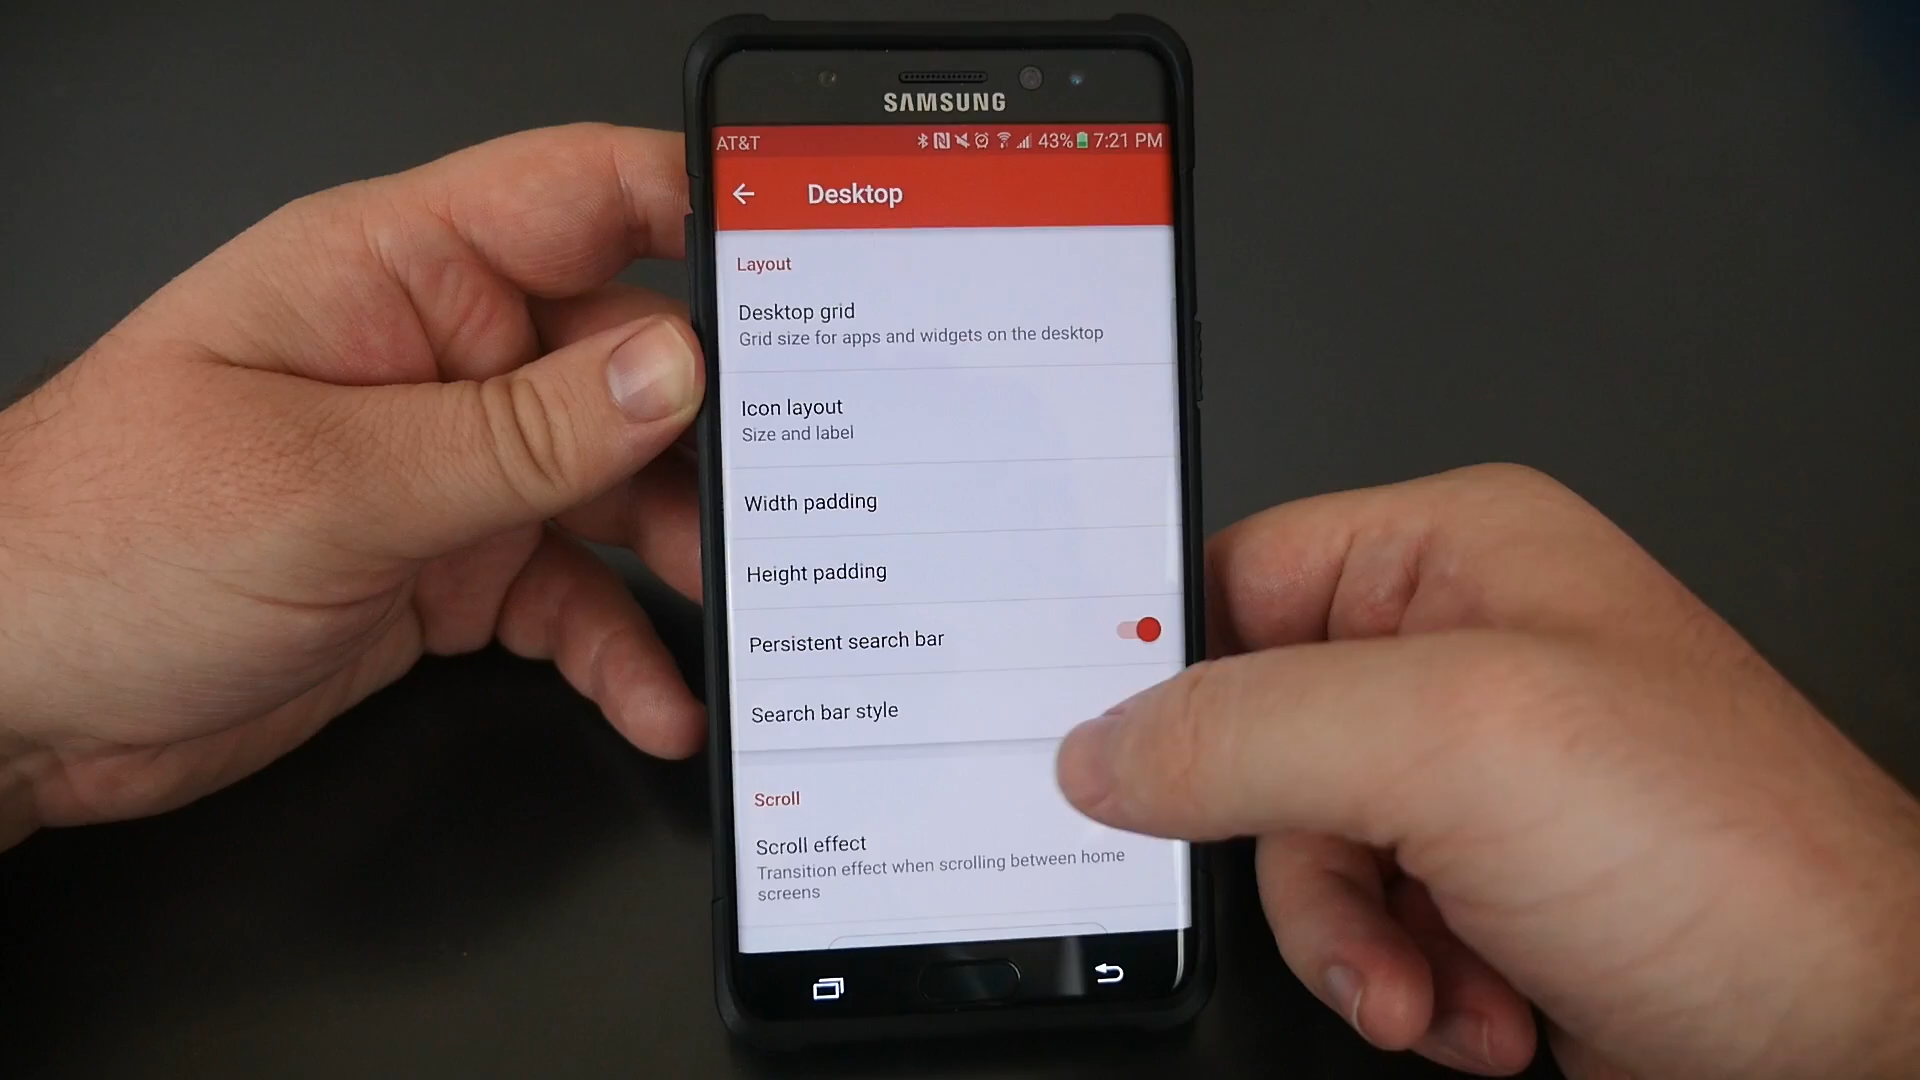 SAMSUNG
AT&T 43% 7:21 PM
Desktop
Layout
Desktop grid
Grid size for apps and widgets on the desktop
Icon layout
Size and label
Width padding
Height padding
Persistent search bar
Search bar style
Scroll
Scroll effect
Transition effect when scrolling between home
screens